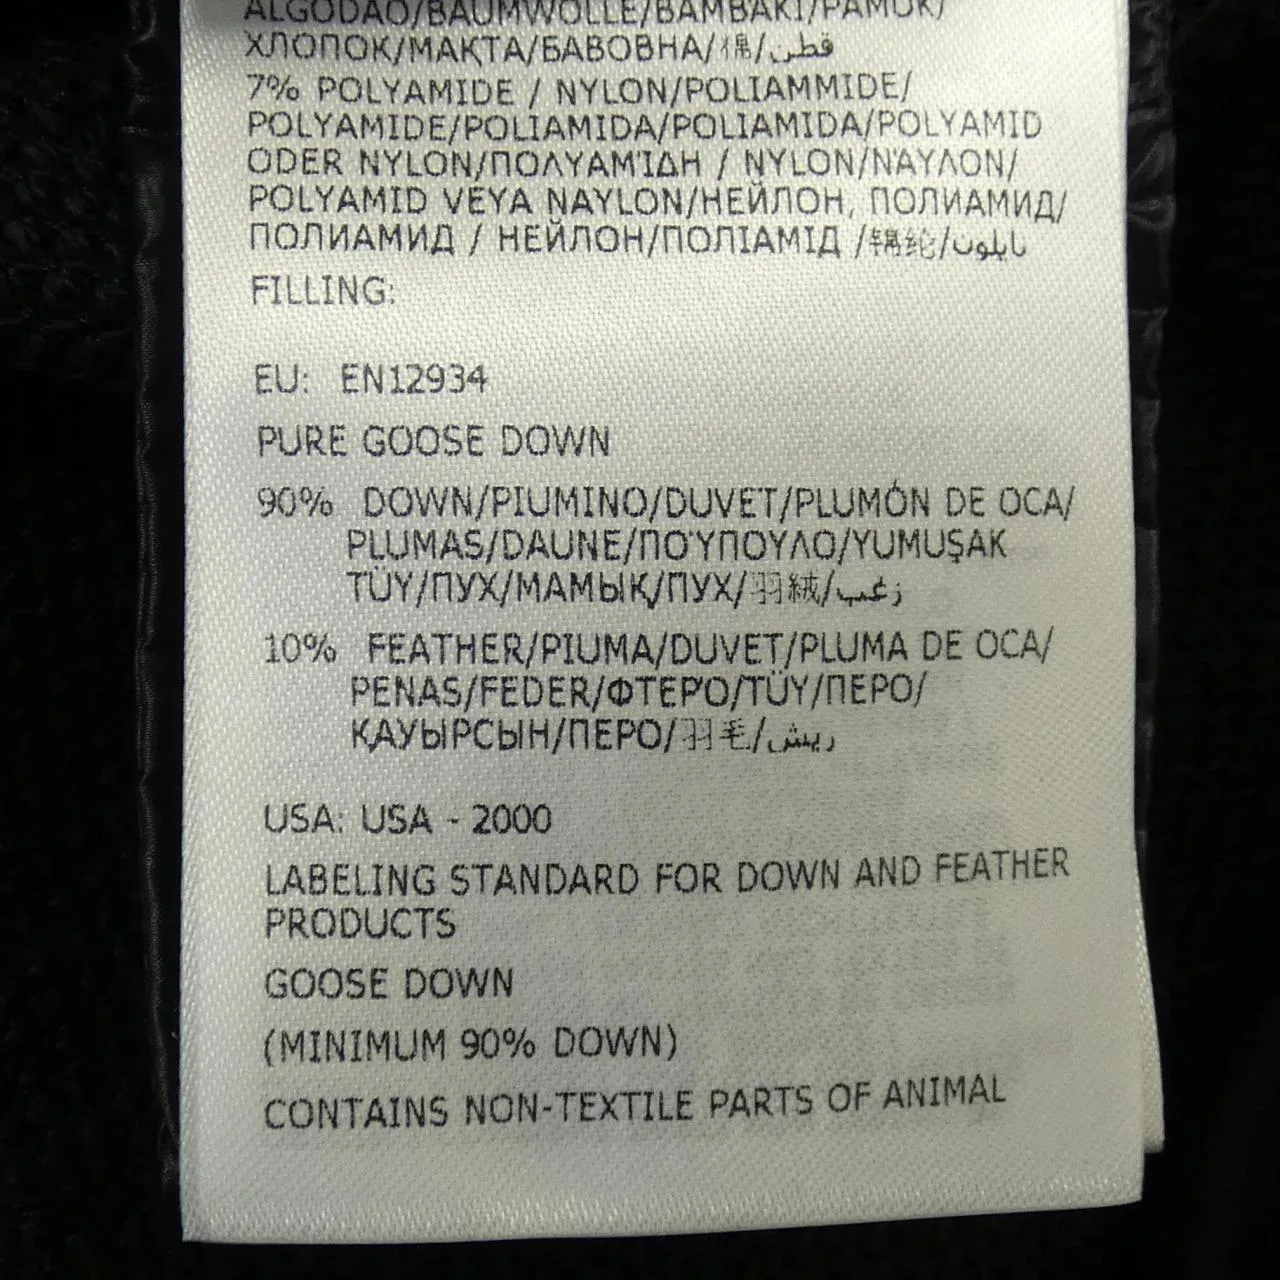 ALGODÃO/BAUMWOLLE/BAMBAKI/PAMUK/
ХЛОПОК/МАҚТА/БАВОВНА/棉/قطن
7% POLYAMIDE / NYLON/POLIAMMIDE/
POLYAMIDE/POLIAMIDA/POLIAMIDA/POLYAMID
ODER NYLON/ΠΟΛΥΑΜΊΔΗ / NYLON/ΝΆΥΛΟΝ/
POLYAMID VEYA NAYLON/НЕЙЛОН, ПОЛИАМИД/
ПОЛИАМИД / НЕЙЛОН/ПОЛІАМІД /锦纶/نايلون
FILLING:
EU: EN12934
PURE GOOSE DOWN
90% DOWN/PIUMINO/DUVET/PLUMÓN DE OCA/
PLUMAS/DAUNE/ΠΟΎΠΟΥΛΟ/YUMUŞAK
TÜY/ПУХ/МАМЫҚ/ПУХ/羽絨/زغب
10% FEATHER/PIUMA/DUVET/PLUMA DE OCA/
PENAS/FEDER/ΦΤΕΡΌ/TÜY/ПЕРО/
ҚАУЫРСЫН/ПЕРО/羽毛/ريش
USA: USA - 2000
LABELING STANDARD FOR DOWN AND FEATHER
PRODUCTS
GOOSE DOWN
(MINIMUM 90% DOWN)
CONTAINS NON-TEXTILE PARTS OF ANIMAL